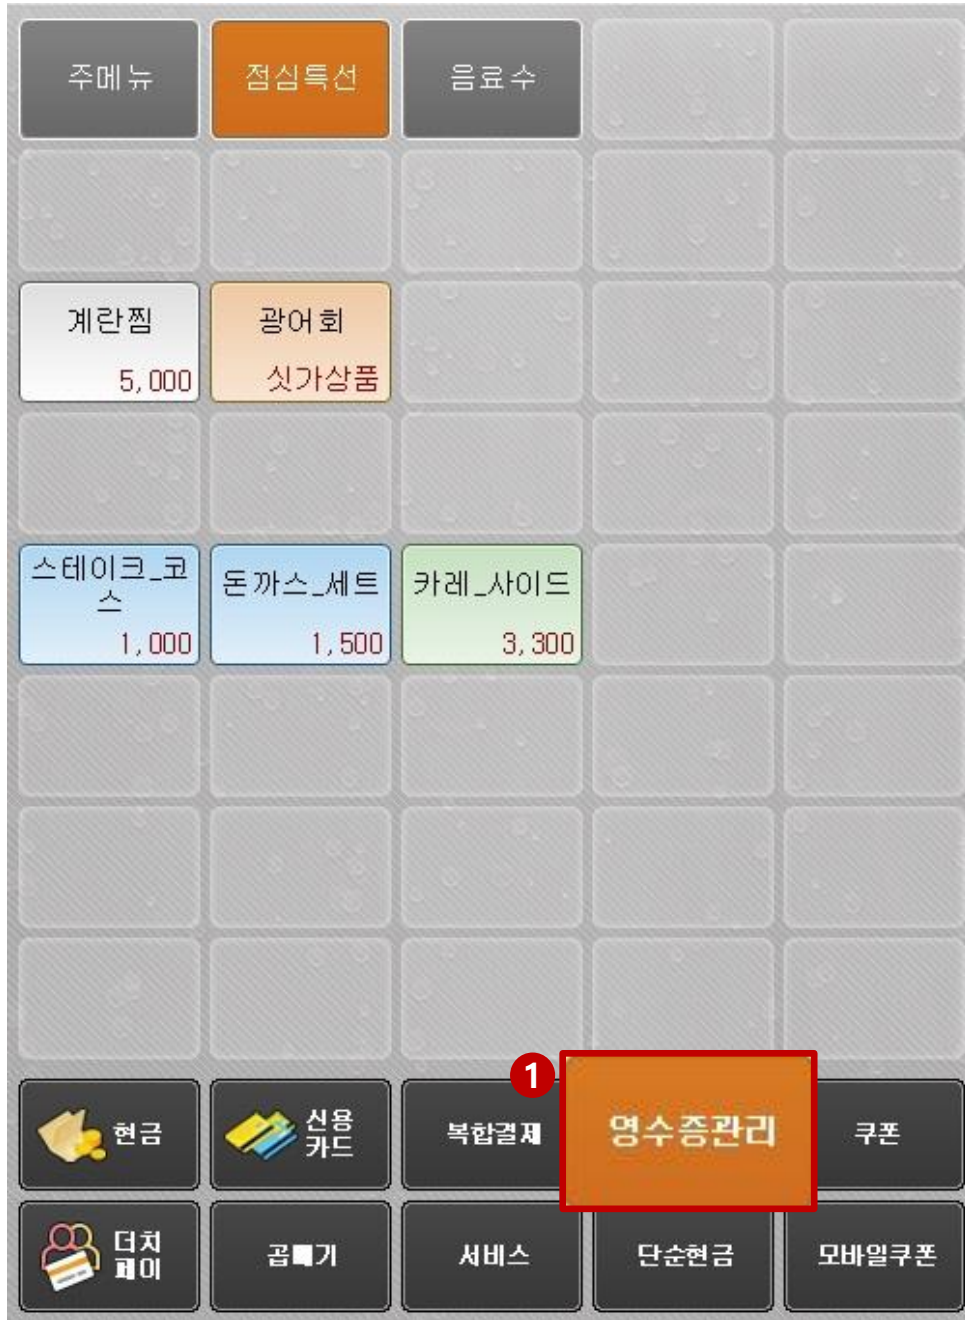 주메뉴
점심특선
음료수
계란찜
5,000
광어회
싯가상품
스테이크_코
스
1,000
돈까스_세트
1,500
카레_사이드
3,300
1
현금
신용
카드
복합결제
영수증관리
쿠폰
더치
페이
곱빼기
서비스
단순현금
모바일쿠폰